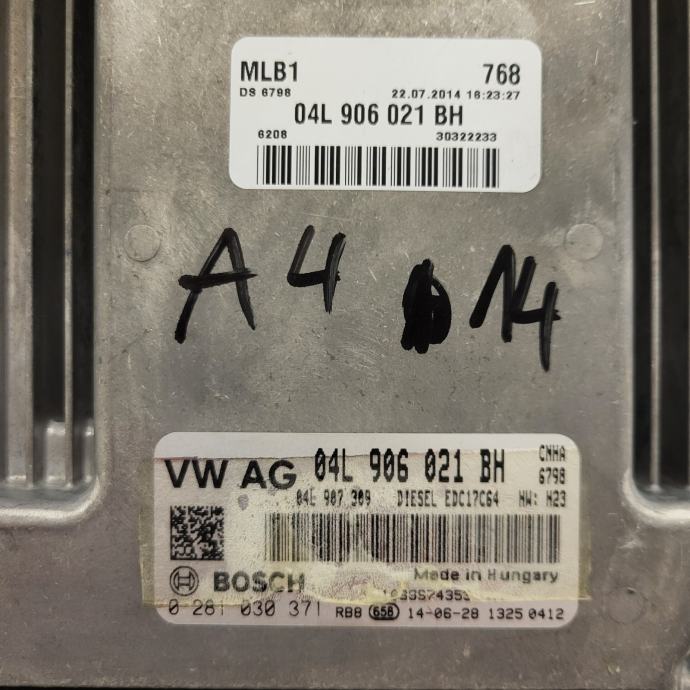 MLB1 768
DS 6798 22.07.2014 16:23:27
04L 906 021 BH
6208 30322233
A4 14
VW AG 04L 906 021 BH CNHA 6798
04L 907 309 DIESEL EDC17C64 HW: H23
BOSCH Made in Hungary
0 281 030 371 RBB 658 14-06-28 1325 0412